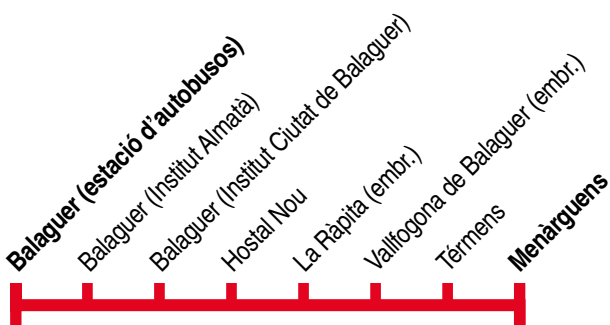 Balaguer (estació d'autobusos)
Balaguer (Institut Almatà)
Balaguer (Institut Ciutat de Balaguer)
Hostal Nou
La Ràpita (embr.)
Vallfogona de Balaguer (embr.)
Térmens
Menàrguens